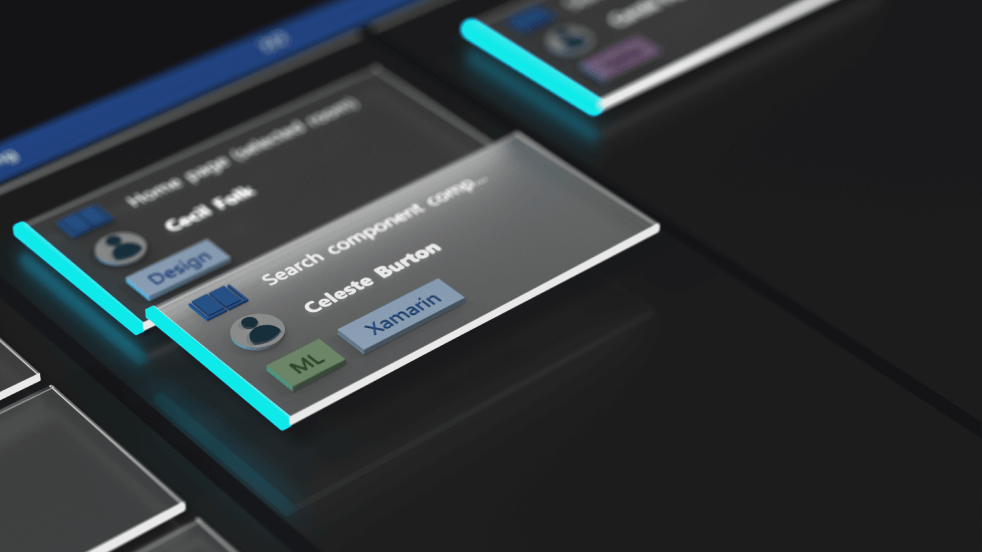 Home page (selected room)
Cecil Folk
Design
Search component comp...
Celeste Burton
ML
Xamarin